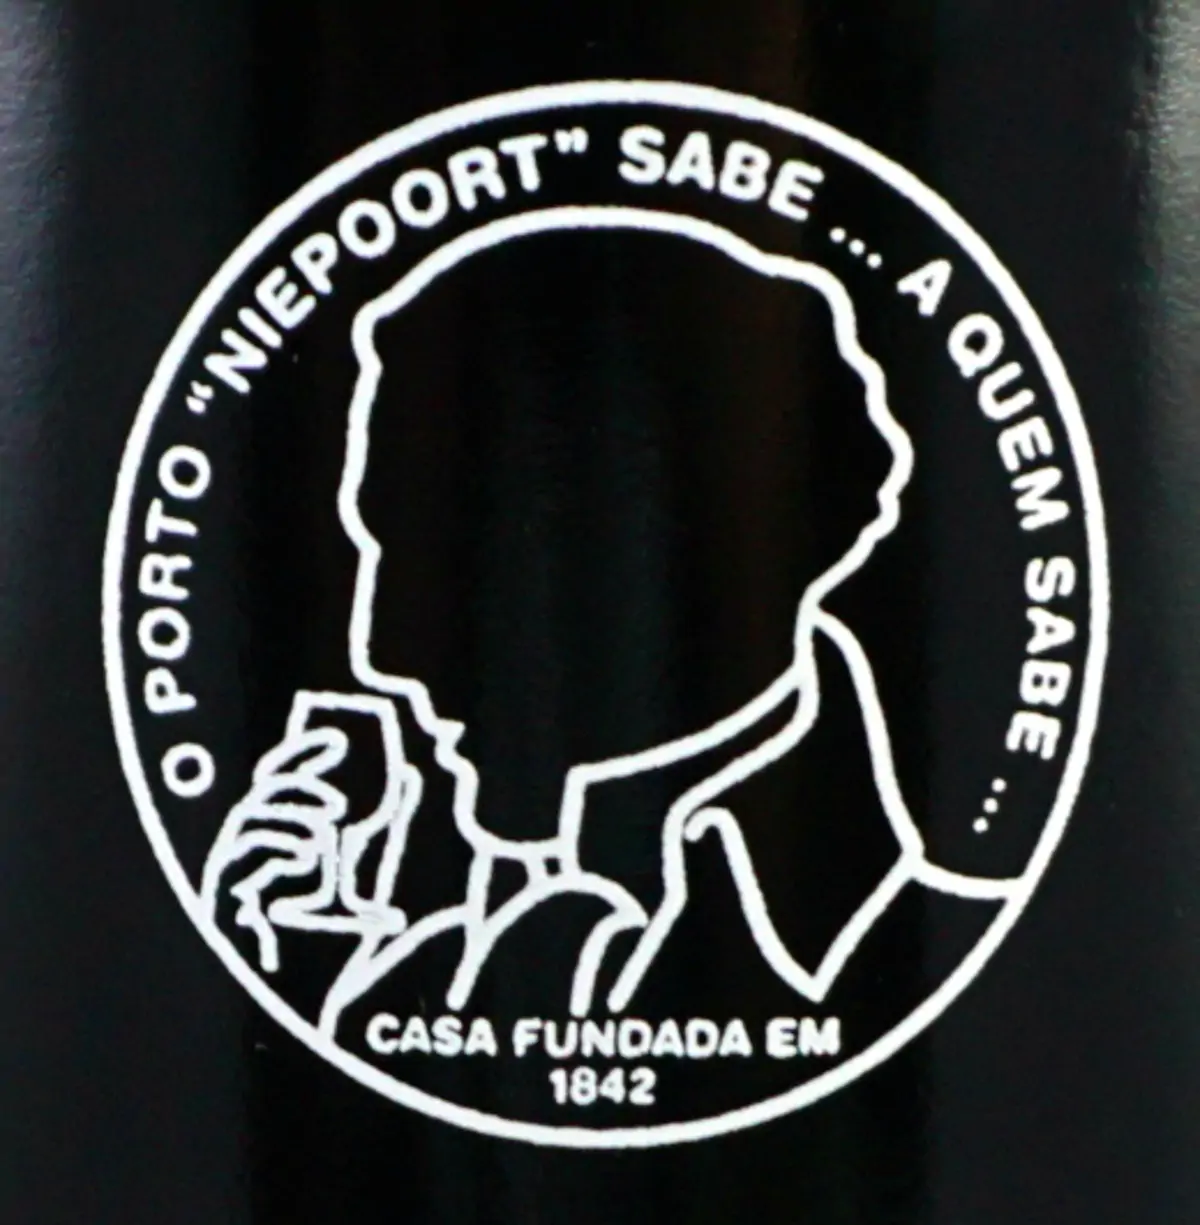 O PORTO “NIEPOORT” SABE ... A QUEM SABE ...
CASA FUNDADA EM
1842